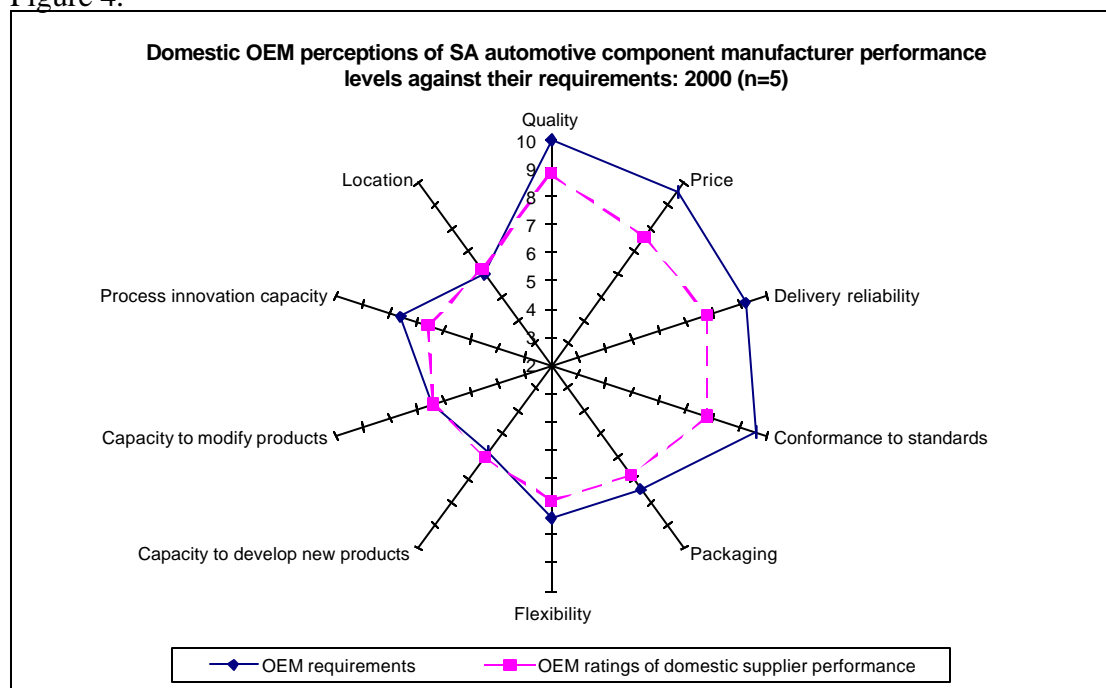 Figure 4:
Domestic OEM perceptions of SA automotive component manufacturer performance
levels against their requirements: 2000 (n=5)
Quality
10
9
8
7
6
5
4
3
2
Price
Delivery reliability
Conformance to standards
Packaging
Flexibility
Capacity to develop new products
Capacity to modify products
Process innovation capacity
Location
OEM requirements
OEM ratings of domestic supplier performance